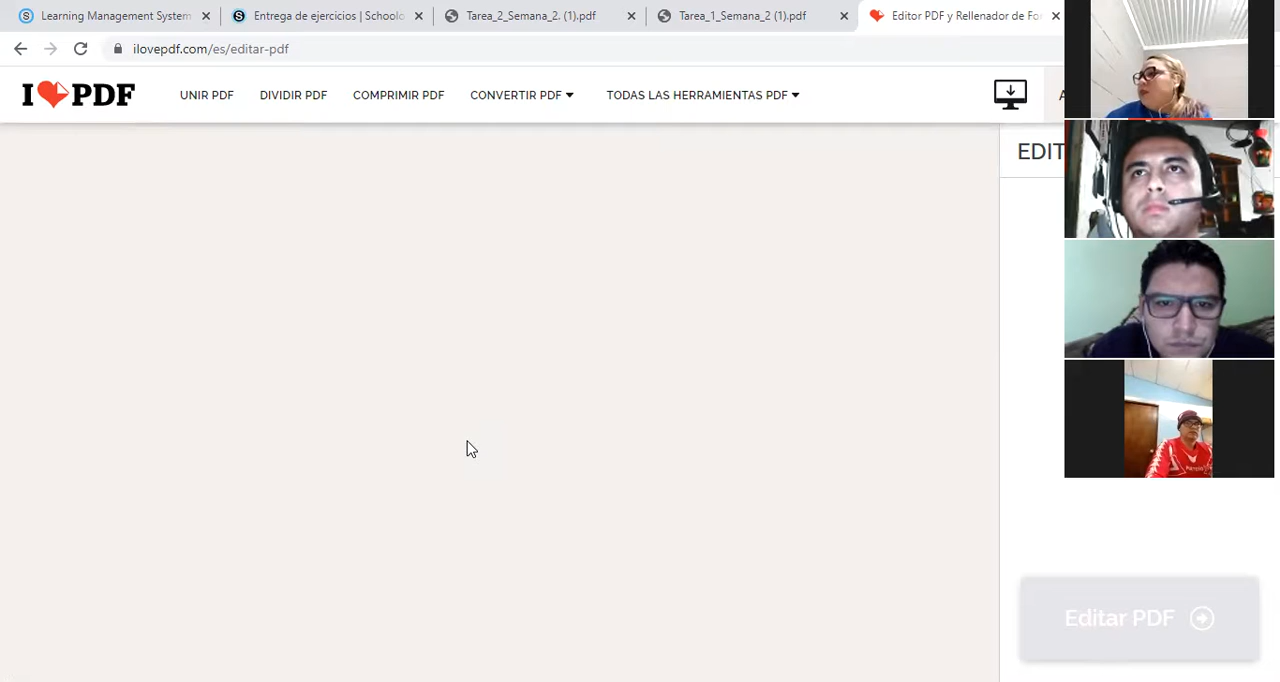 Learning Management System
Entrega de ejercicios | Schoolo
Tarea_2_Semana_2. (1).pdf
Tarea_1_Semana_2 (1).pdf
Editor PDF y Rellenador de For
ilovepdf.com/es/editar-pdf
I PDF
UNIR PDF
DIVIDIR PDF
COMPRIMIR PDF
CONVERTIR PDF
TODAS LAS HERRAMIENTAS PDF
A
EDIT
Editar PDF